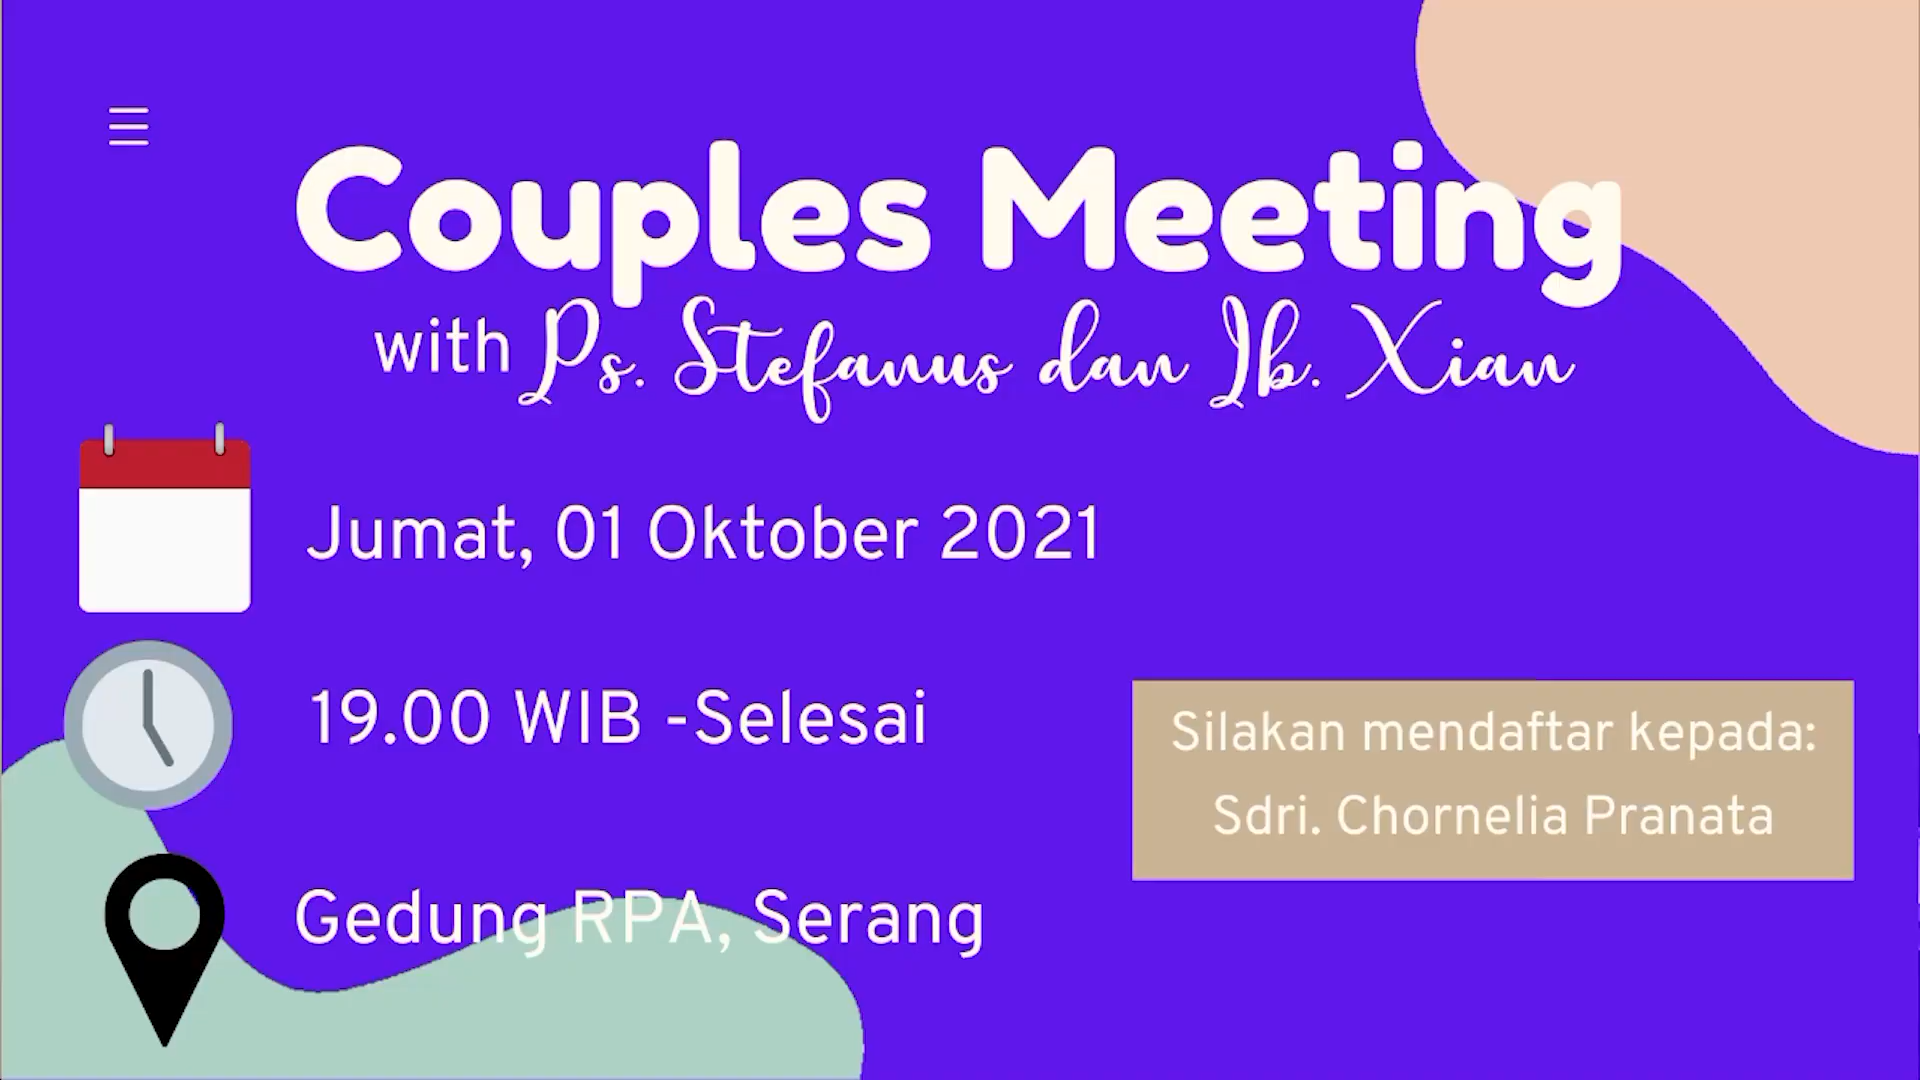 Couples Meeting
with Ps. Stefanus dan Ib. Xian
Jumat, 01 Oktober 2021
19.00 WIB -Selesai
Silakan mendaftar kepada:
Sdri. Chornelia Pranata
Gedung RPA, Serang